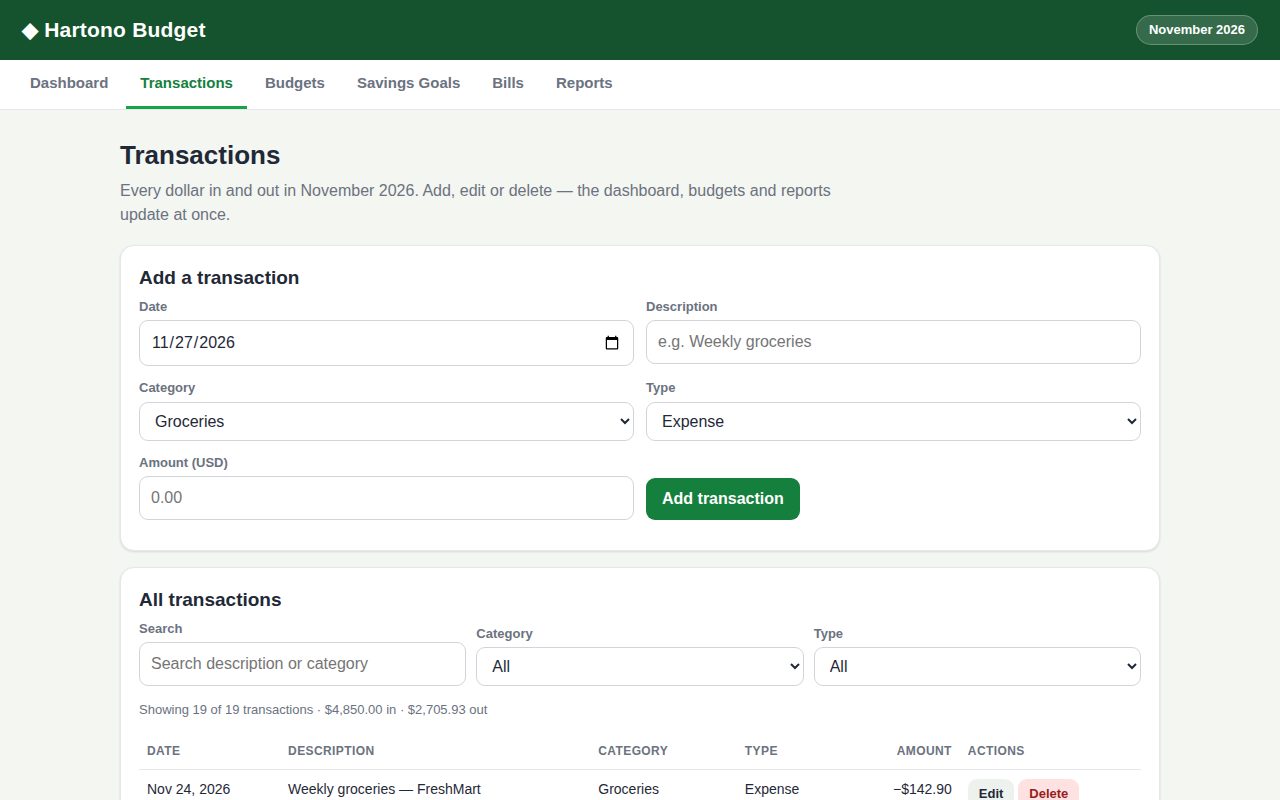 ◆ Hartono Budget
November 2026
Dashboard Transactions Budgets Savings Goals Bills Reports
Transactions
Every dollar in and out in November 2026. Add, edit or delete — the dashboard, budgets and reports
update at once.
Add a transaction
Date Description
11/27/2026 e.g. Weekly groceries
Category Type
Groceries Expense
Amount (USD)
0.00 Add transaction
All transactions
Search Category Type
Search description or category All All
Showing 19 of 19 transactions · $4,850.00 in · $2,705.93 out
DATE DESCRIPTION CATEGORY TYPE AMOUNT ACTIONS
Nov 24, 2026 Weekly groceries — FreshMart Groceries Expense −$142.90 Edit Delete